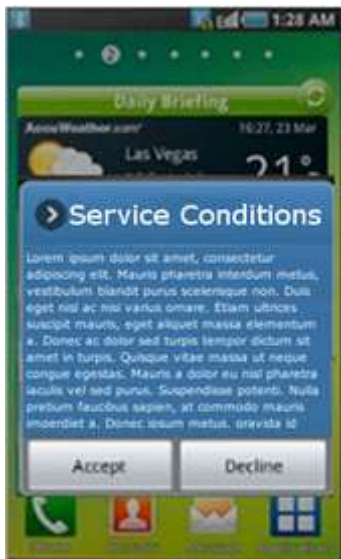 1:28 AM
Daily Briefing
AccuWeather.com
16:27, 23 Mar
Las Vegas
21°
Service Conditions
Lorem ipsum dolor sit amet, consectetur
adipiscing elit. Mauris pharetra interdum metus,
vestibulum blandit purus scelerisque non. Duis
eget nisl ac nisi varius ornare. Etiam ultrices
suscipit mauris, eget aliquet massa elementum
a. Donec ac dolor sed turpis tempor dictum sit
amet in turpis. Quisque vitae massa ut neque
congue egestas. Mauris a dolor eu nisl pharetra
iaculis vel sed purus. Suspendisse potenti. Nulla
pretium faucibus sapien, at commodo mauris
imperdiet a. Donec ipsum metus, gravida id
Accept
Decline